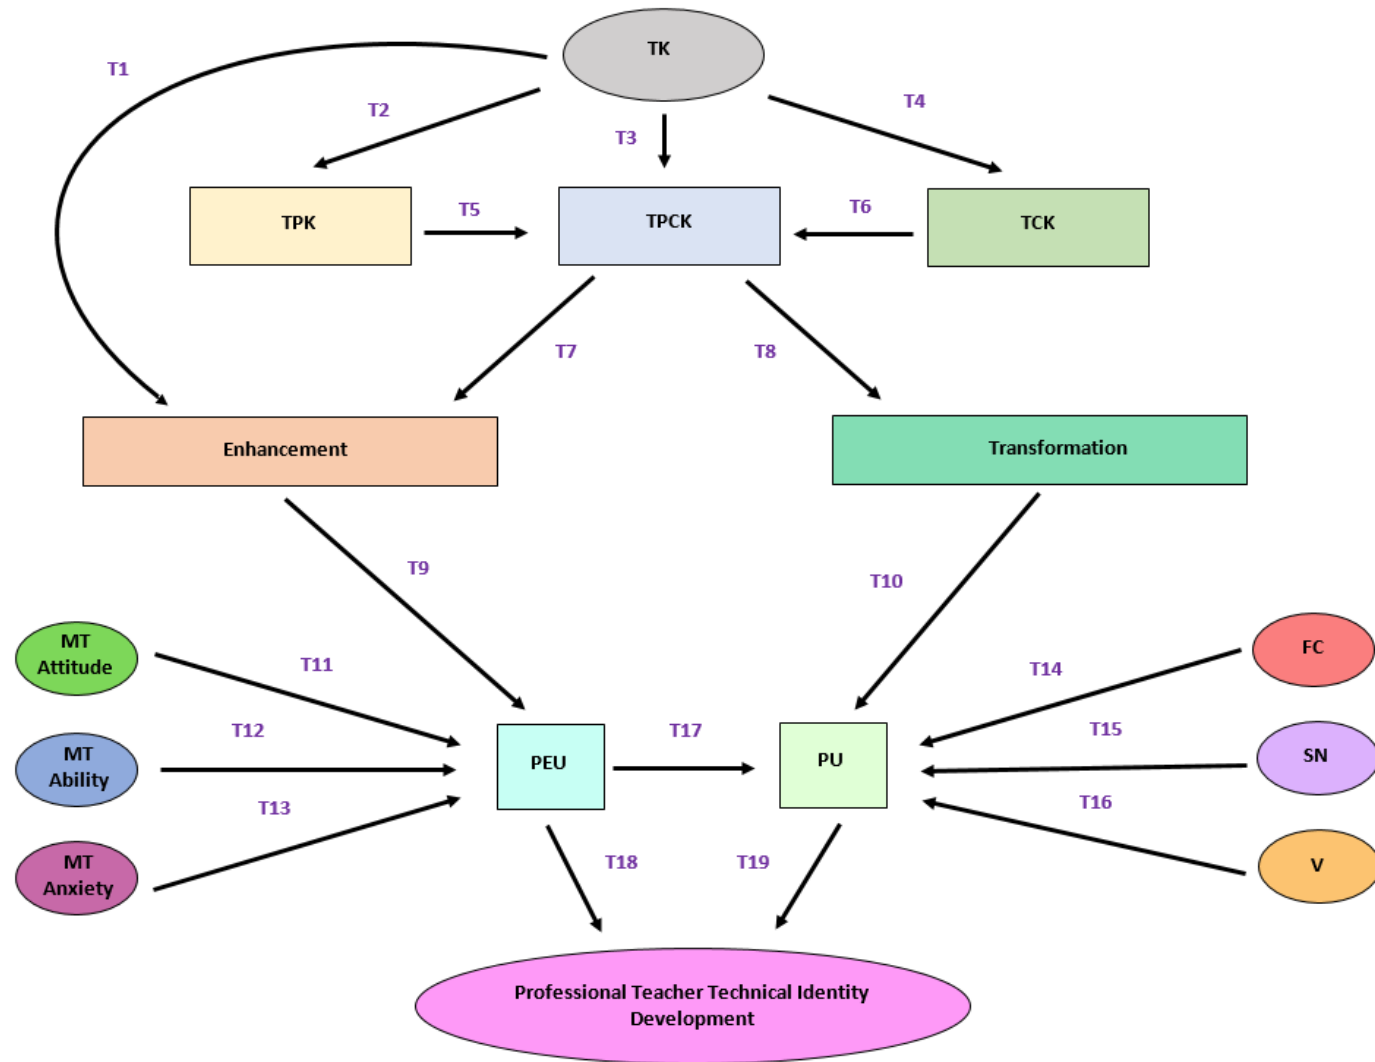 TK
T1
T2
T3
T4
TPK
T5
TPCK
T6
TCK
T7
T8
Enhancement
Transformation
T9
T10
MT
Attitude
T11
T14
FC
MT
Ability
T12
PEU
T17
PU
T15
SN
T13
T16
MT
Anxiety
T18
T19
V
Professional Teacher Technical Identity
Development